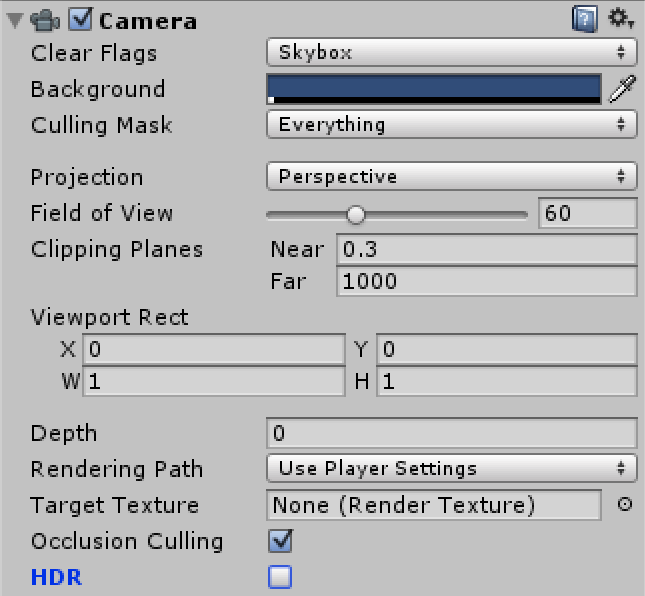 Camera
Clear Flags Skybox
Background
Culling Mask Everything
Projection Perspective
Field of View 60
Clipping Planes Near 0.3
Far 1000
Viewport Rect
X 0 Y 0
W 1 H 1
Depth 0
Rendering Path Use Player Settings
Target Texture None (Render Texture)
Occlusion Culling
HDR